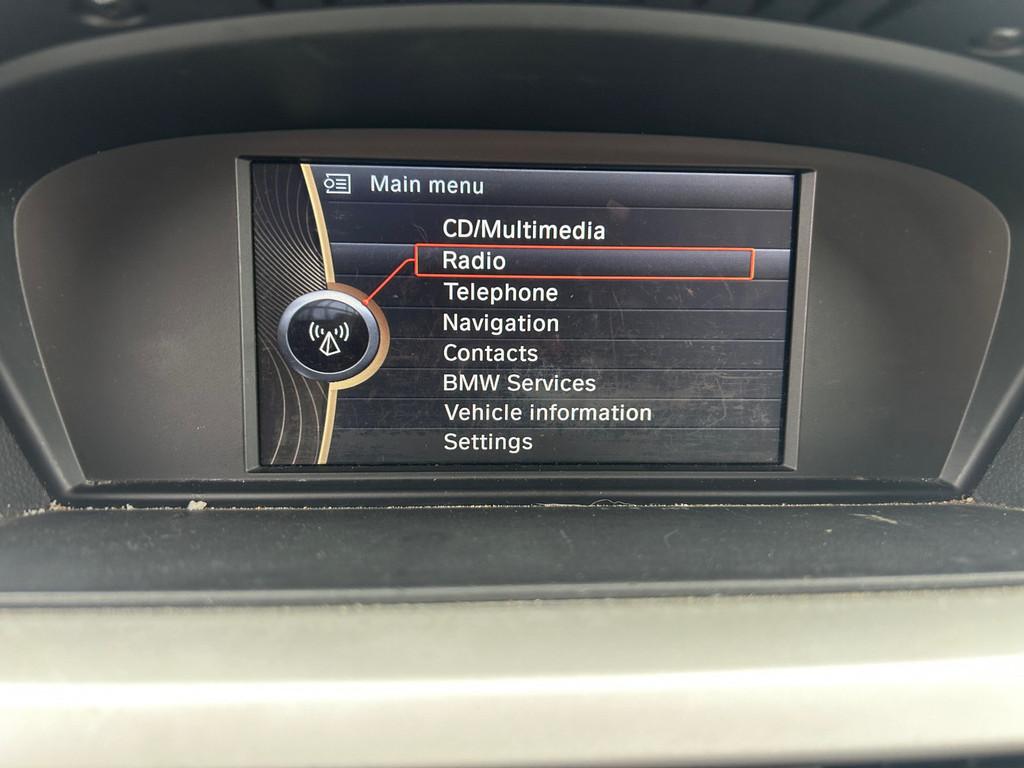 Main menu
CD/Multimedia
Radio
Telephone
Navigation
Contacts
BMW Services
Vehicle information
Settings